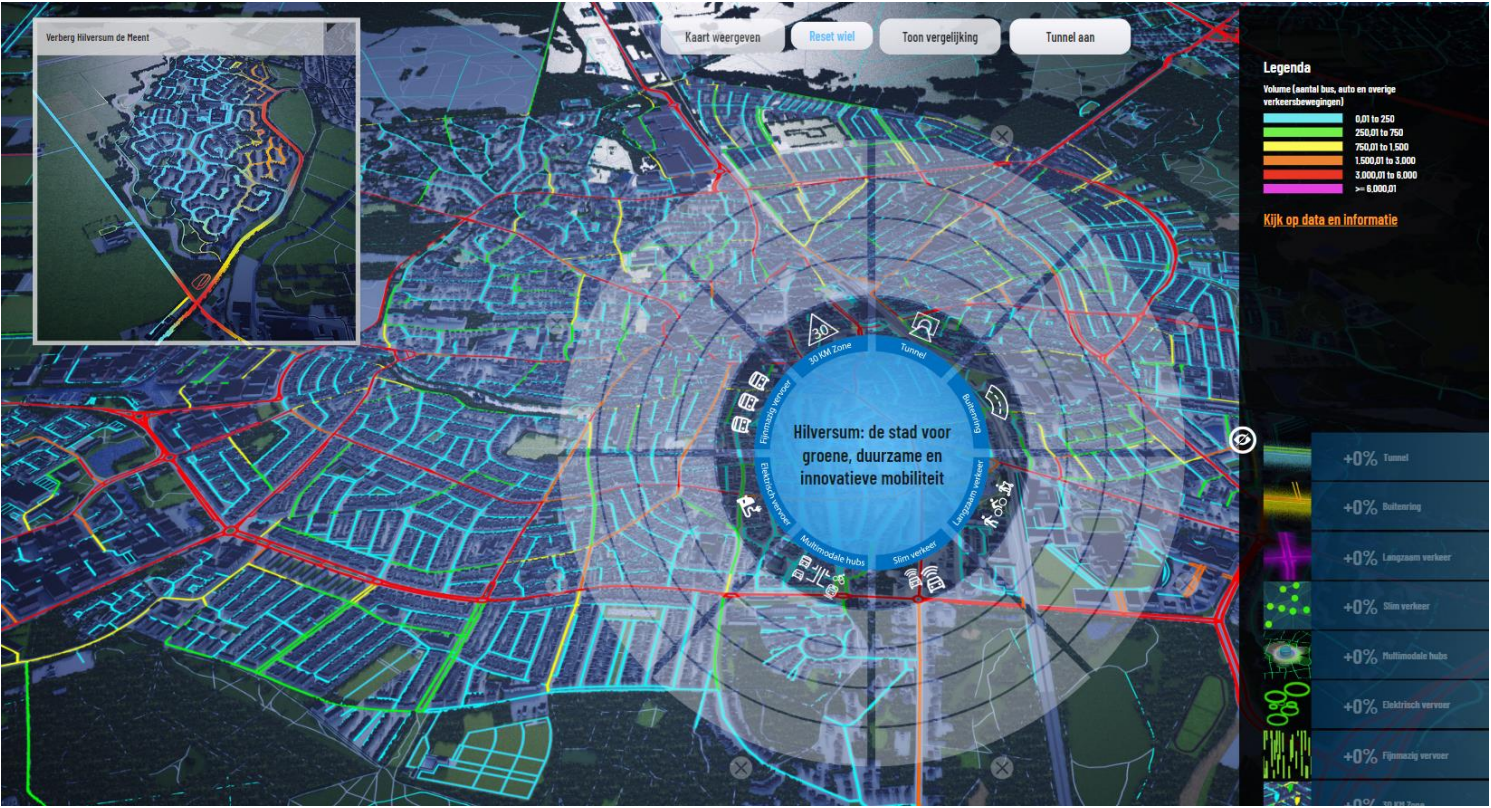 Verberg Hilversum de Meent
Kaart weergeven
Reset wiel
Toon vergelijking
Tunnel aan
Legenda
Volume (aantal bus, auto en overige
verkeersbewegingen)
0,01 to 250
250,01 to 750
750,01 to 1,500
1.500,01 to 3,000
3.000,01 to 6,000
>= 6.000,01
Kijk op data en informatie
30
30 KM Zone
Tunnel
Buitenring
Langzaam verkeer
Slim verkeer
Multimodale hubs
Elektrisch vervoer
Fijnmazig vervoer
Hilversum: de stad voor
groene, duurzame en
innovatieve mobiliteit
+0% Tunnel
+0% Buitenring
+0% Langzaam verkeer
+0% Slim verkeer
+0% Multimodale hubs
+0% Elektrisch vervoer
+0% Fijnmazig vervoer
+0% 30 KM Zone